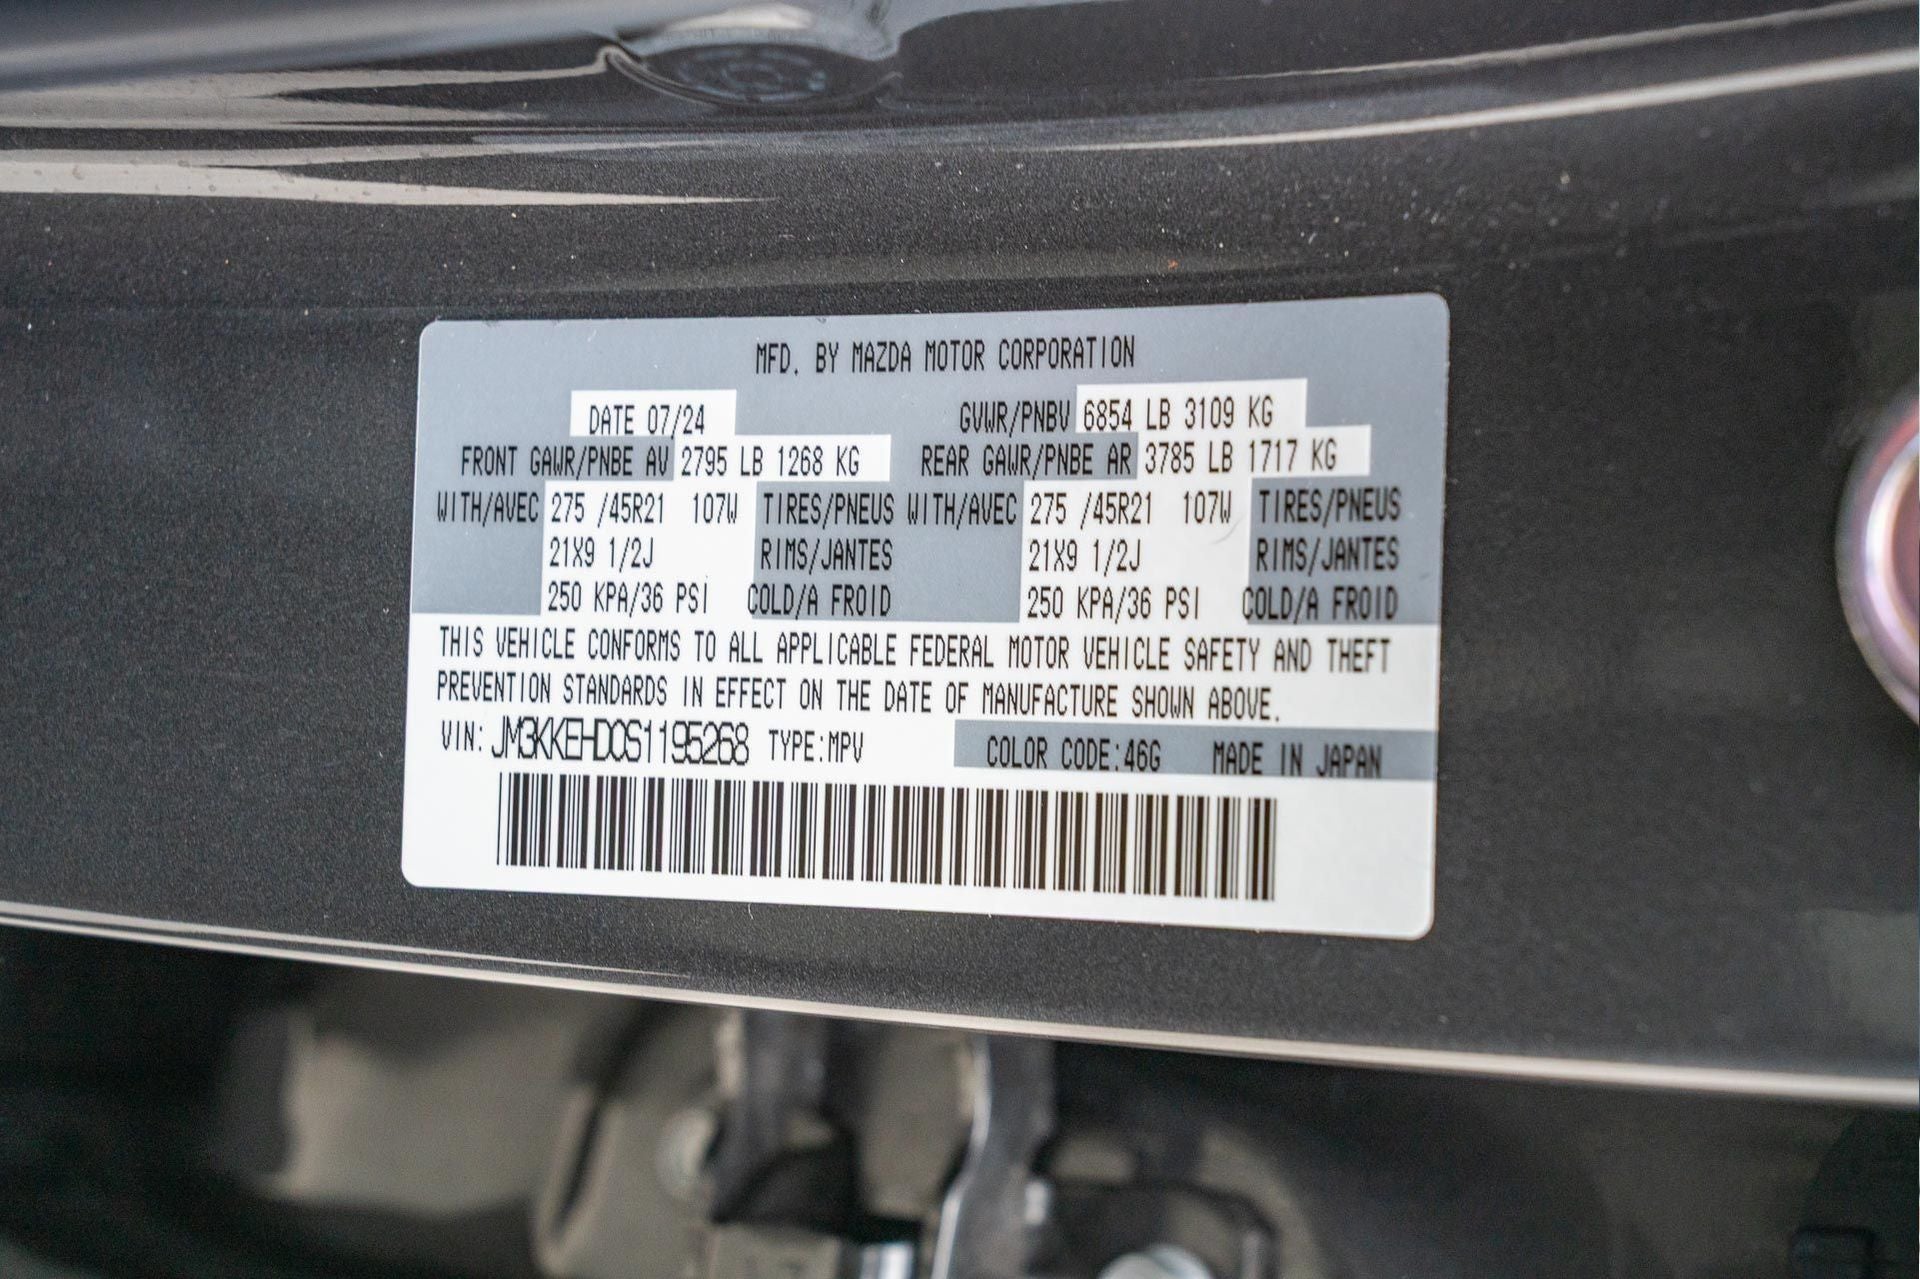 MFD. BY MAZDA MOTOR CORPORATION
DATE 07/24 GVWR/PNBV 6854 LB 3109 KG
FRONT GAWR/PNBE AV 2795 LB 1268 KG REAR GAWR/PNBE AR 3785 LB 1717 KG
WITH/AVEC 275 /45R21 107W TIRES/PNEUS WITH/AVEC 275 /45R21 107W TIRES/PNEUS
21X9 1/2J RIMS/JANTES 21X9 1/2J RIMS/JANTES
250 KPA/36 PSI COLD/A FROID 250 KPA/36 PSI COLD/A FROID
THIS VEHICLE CONFORMS TO ALL APPLICABLE FEDERAL MOTOR VEHICLE SAFETY AND THEFT
PREVENTION STANDARDS IN EFFECT ON THE DATE OF MANUFACTURE SHOWN ABOVE.
VIN: JM3KKEHDCS1195268 TYPE:MPV COLOR CODE:46G MADE IN JAPAN